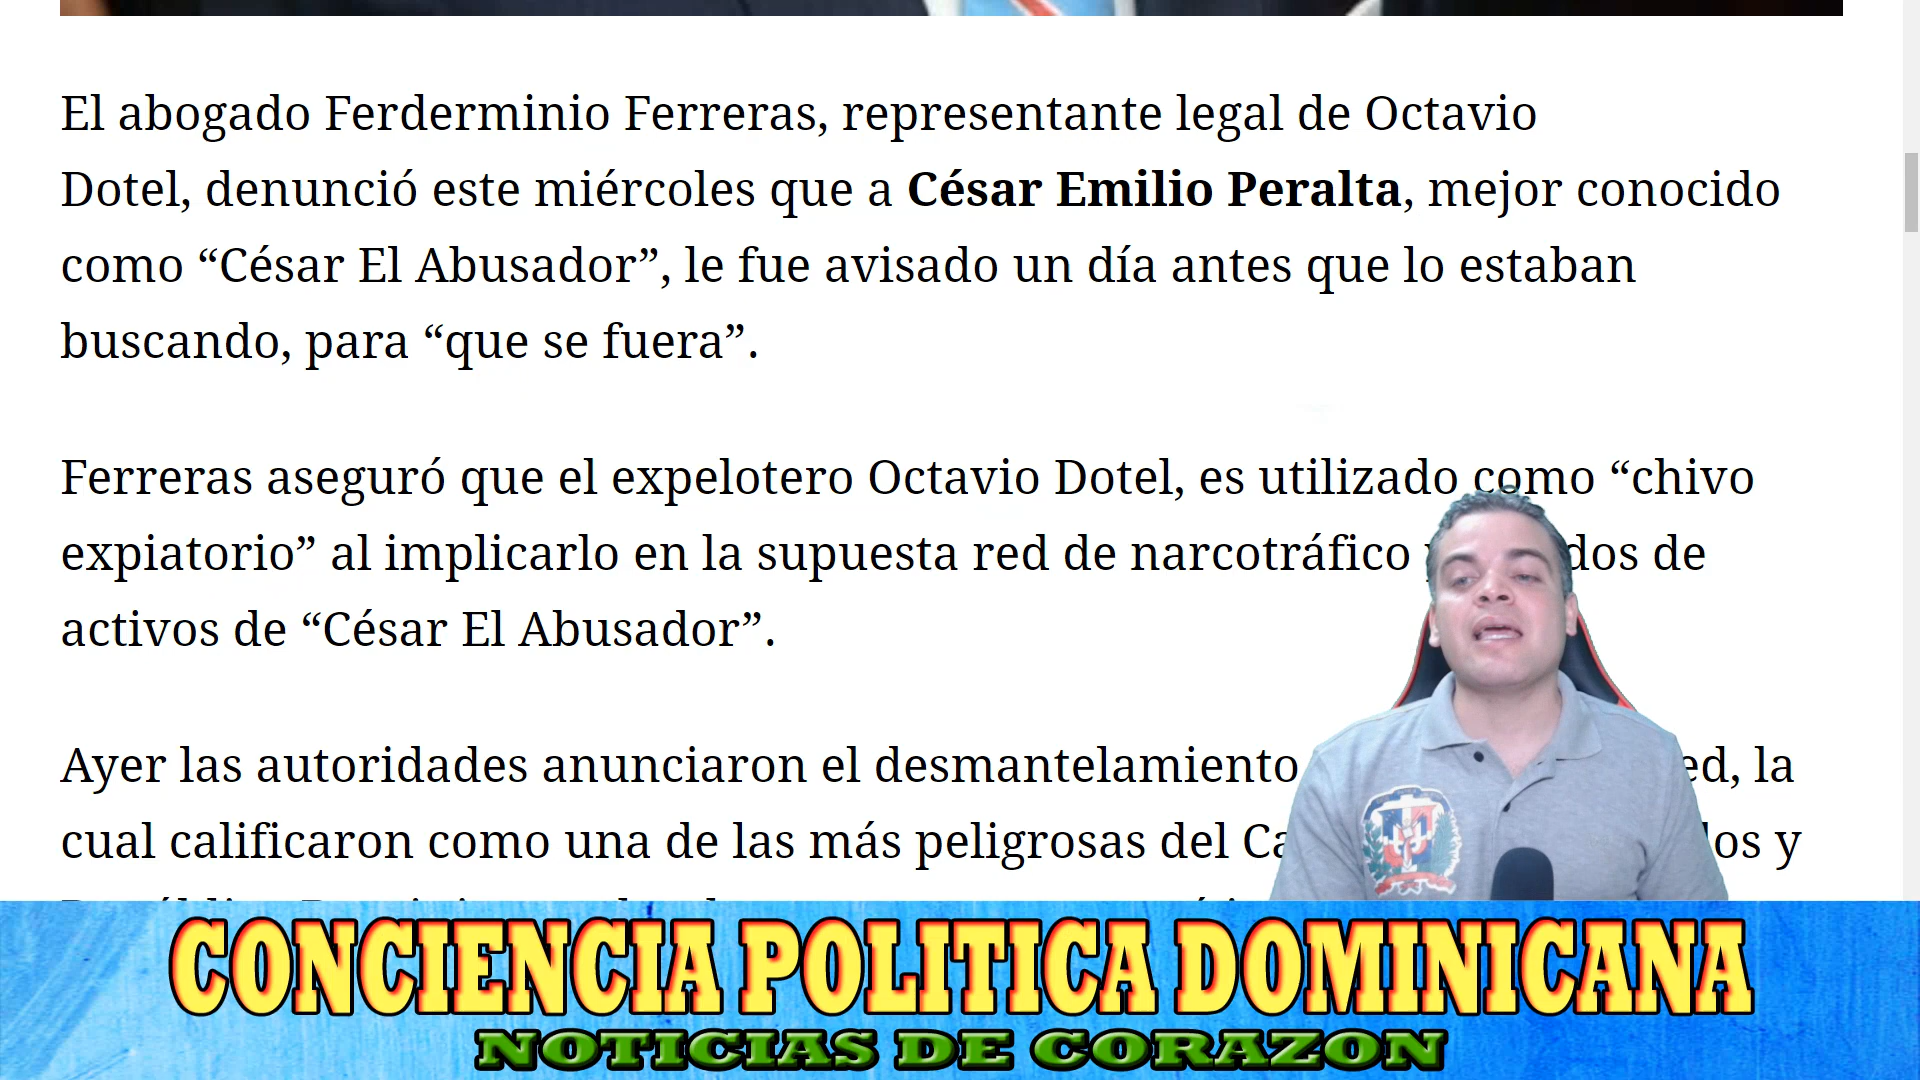 El abogado Ferderminio Ferreras, representante legal de Octavio
Dotel, denunció este miércoles que a César Emilio Peralta, mejor conocido
como “César El Abusador”, le fue avisado un día antes que lo estaban
buscando, para “que se fuera”.
Ferreras aseguró que el expelotero Octavio Dotel, es utilizado como “chivo
expiatorio” al implicarlo en la supuesta red de narcotráfico de
activos de “César El Abusador”.
Ayer las autoridades anunciaron el desmantelamiento la
cual calificaron como una de las más peligrosas del y
CONCIENCIA POLITICA DOMINICANA
NOTICIAS DE CORAZON